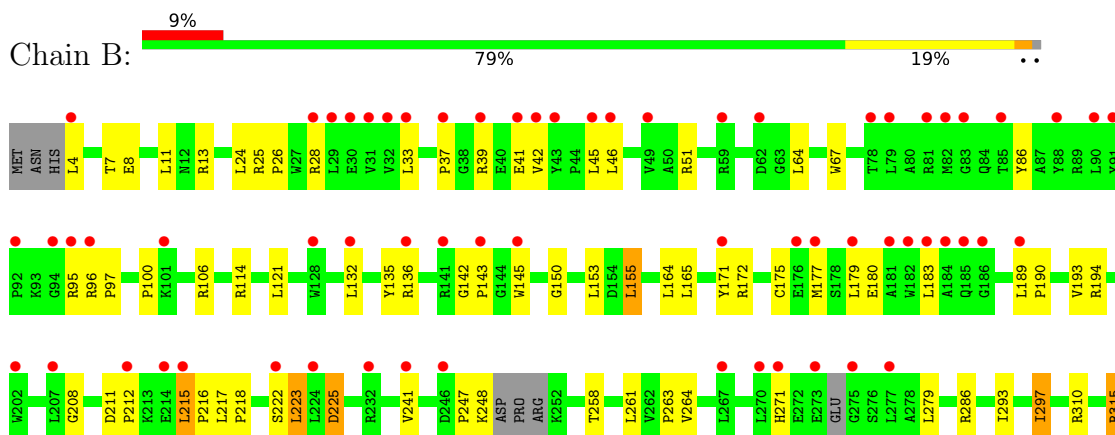 9%
Chain B:
79% 19% ..
MET ASN HIS L4 T7 E8 L11 N12 R13 L24 R25 P26 W27 R28 L29 E30 V31 V32 L33 P37 G38 R39 E40 E41 V42 Y43 P44 L45 L46 V49 A50 R51 R59 D62 G63 L64 W67 T78 L79 A80 R81 M82 G83 Q84 T85 Y86 A87 Y88 R89 L90 Y91
P92 K93 G94 R95 R96 P97 P100 K101 R106 R114 L121 W128 L132 Y135 R136 R141 G142 P143 G144 W145 G150 L153 D154 L155 L164 L165 Y171 R172 C175 E176 M177 S178 L179 E180 A181 W182 L183 A184 Q185 G186 L189 P190 V193 R194
W202 L207 G208 D211 P212 K213 E214 L215 P216 L217 P218 S222 L223 L224 D225 R232 V241 D246 P247 K248 ASP PRO ARG K252 T258 L261 V262 P263 V264 L267 L270 H271 E272 E273 GLU G275 S276 L277 A278 L279 R286 I293 I297 R310